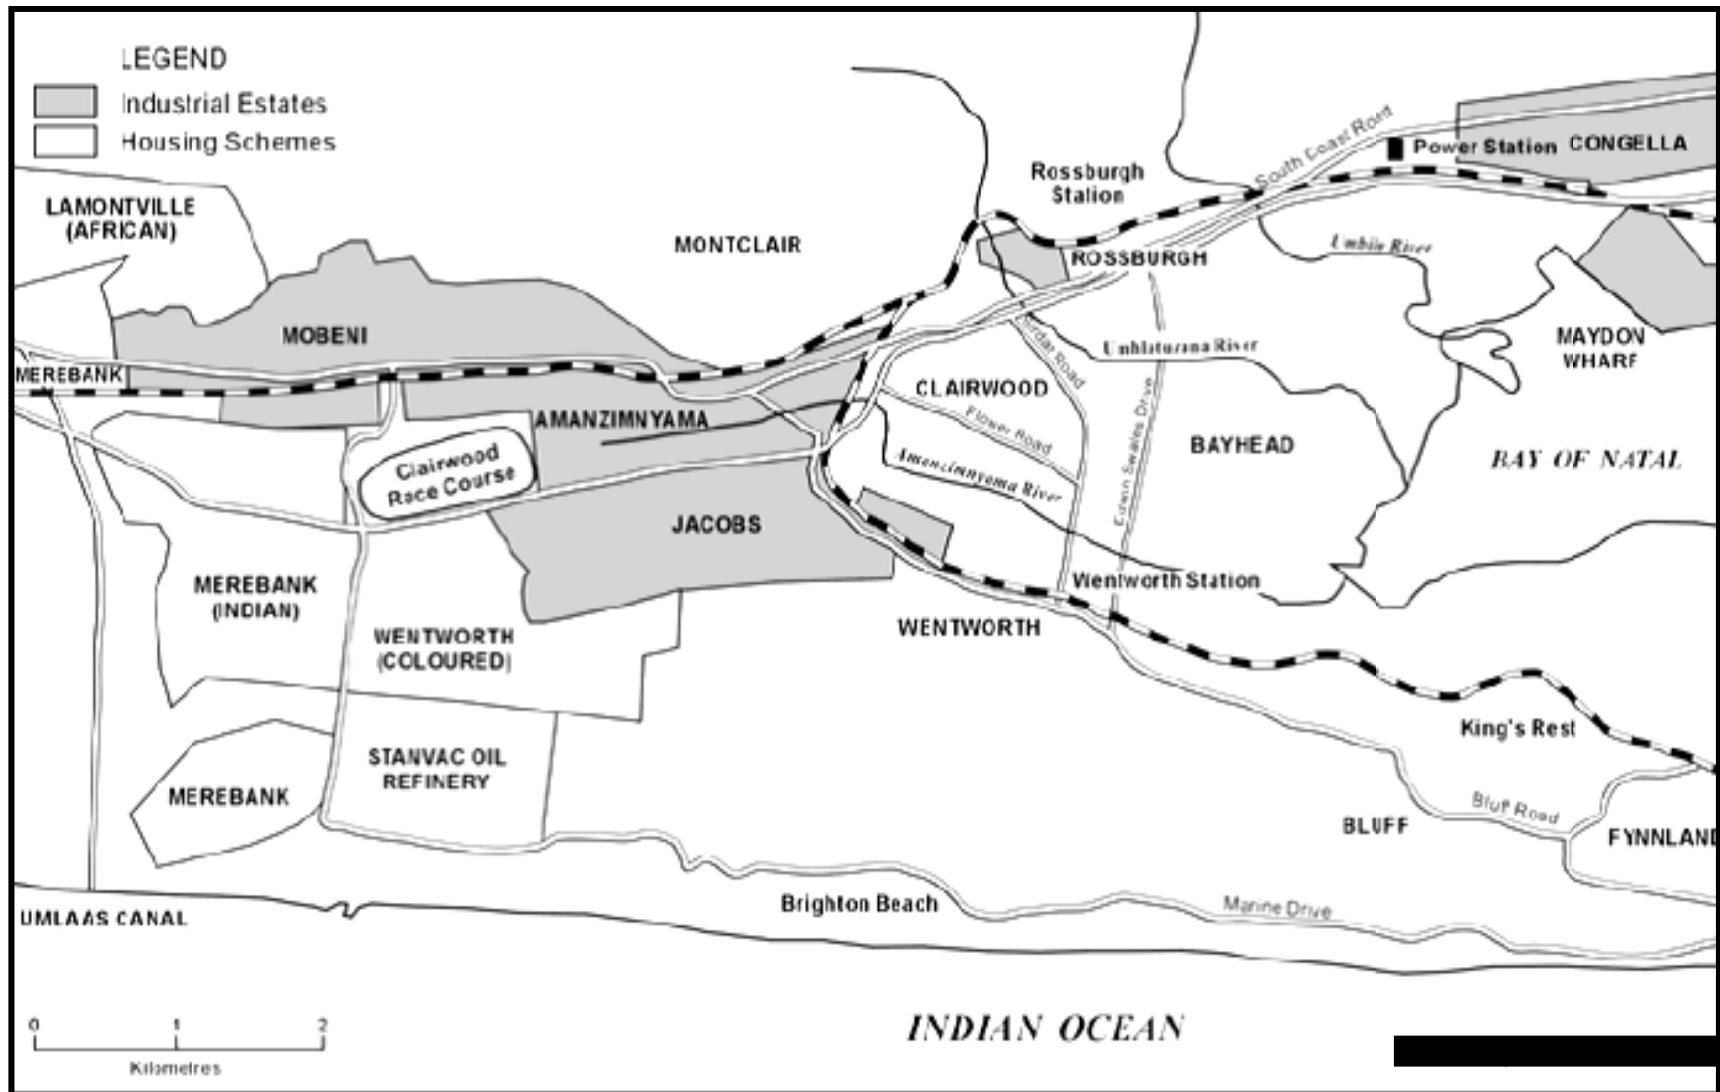 LEGEND
Industrial Estates
Housing Schemes
LAMONTVILLE
(AFRICAN)
MONTCLAIR
Rossburgh
Station
South Coast Road
Power Station
CONGELLA
ROSSBURGH
Umbilo River
MOBENI
MEREBANK
Umhlatuzana River
MAYDON
WHARF
Road
CLAIRWOOD
AMANZIMNYAMA
Flower Road
Edwin Swales Drive
BAYHEAD
BAY OF NATAL
Clairwood
Race Course
Amanzimnyama River
JACOBS
MEREBANK
(INDIAN)
Wentworth Station
WENTWORTH
(COLOURED)
WENTWORTH
King's Rest
STANVAC OIL
REFINERY
MEREBANK
Bluff Road
BLUFF
FYNNLAND
Brighton Beach
Marine Drive
UMLAAS CANAL
INDIAN OCEAN
0 1 2
Kilometres